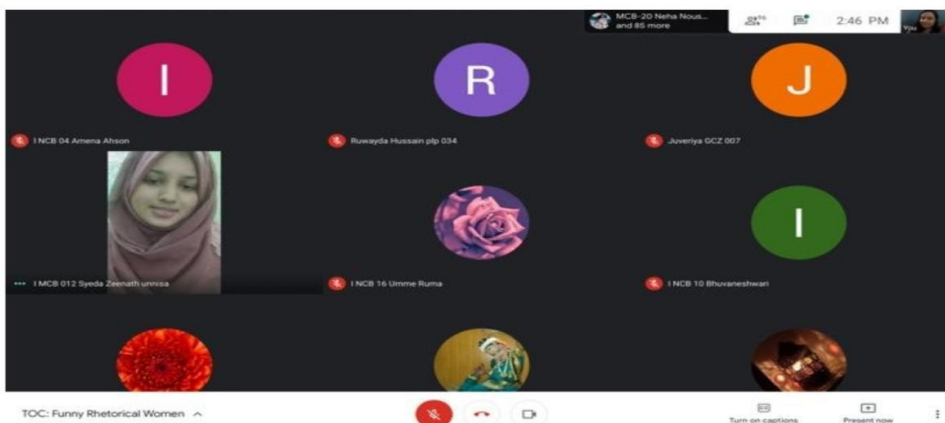 MCB-20 Neha Nous...
and 85 more
96
2:46 PM
You
I
R
J
I NCB 04 Amena Ahson
Ruwayda Hussain plp 034
Juveriya GCZ 007
I
I MCB 012 Syeda Zeenath unnisa
I NCB 16 Umme Ruma
I NCB 10 Bhuvaneshwari
TOC: Funny Rhetorical Women
Turn on captions
Present now